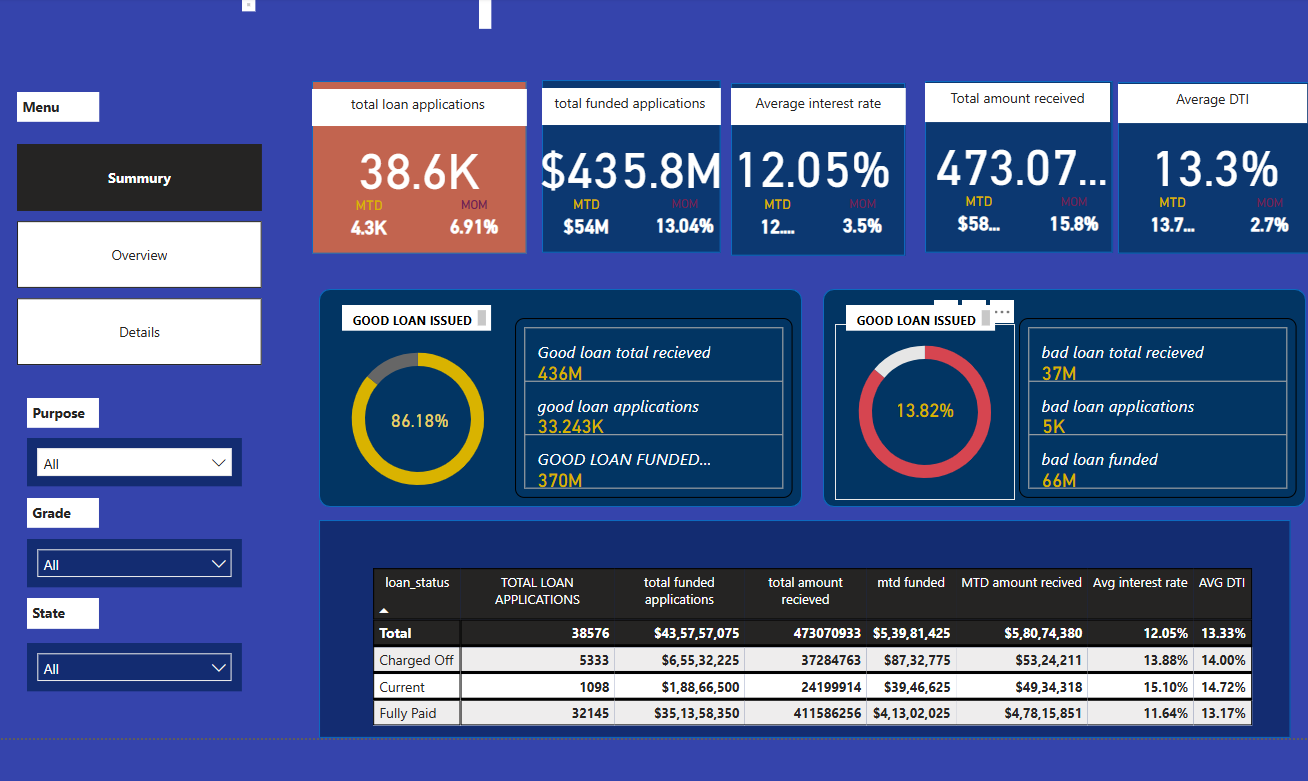 Menu
Summury
Overview
Details
Purpose
All
Grade
All
State
All
total loan applications
38.6K
MTD MOM
4.3K 6.91%
total funded applications
$435.8M
MTD MOM
$54M 13.04%
Average interest rate
12.05%
MTD MOM
12.... 3.5%
Total amount received
473.07...
MTD MOM
$58... 15.8%
Average DTI
13.3%
MTD MOM
13.7... 2.7%
GOOD LOAN ISSUED
86.18%
Good loan total recieved
436M
good loan applications
33.243K
GOOD LOAN FUNDED...
370M
GOOD LOAN ISSUED
13.82%
bad loan total recieved
37M
bad loan applications
5K
bad loan funded
66M
loan_status TOTAL LOAN APPLICATIONS total funded applications total amount recieved mtd funded MTD amount recived Avg interest rate AVG DTI
Total 38576 $43,57,57,075 473070933 $5,39,81,425 $5,80,74,380 12.05% 13.33%
Charged Off 5333 $6,55,32,225 37284763 $87,32,775 $53,24,211 13.88% 14.00%
Current 1098 $1,88,66,500 24199914 $39,46,625 $49,34,318 15.10% 14.72%
Fully Paid 32145 $35,13,58,350 411586256 $4,13,02,025 $4,78,15,851 11.64% 13.17%